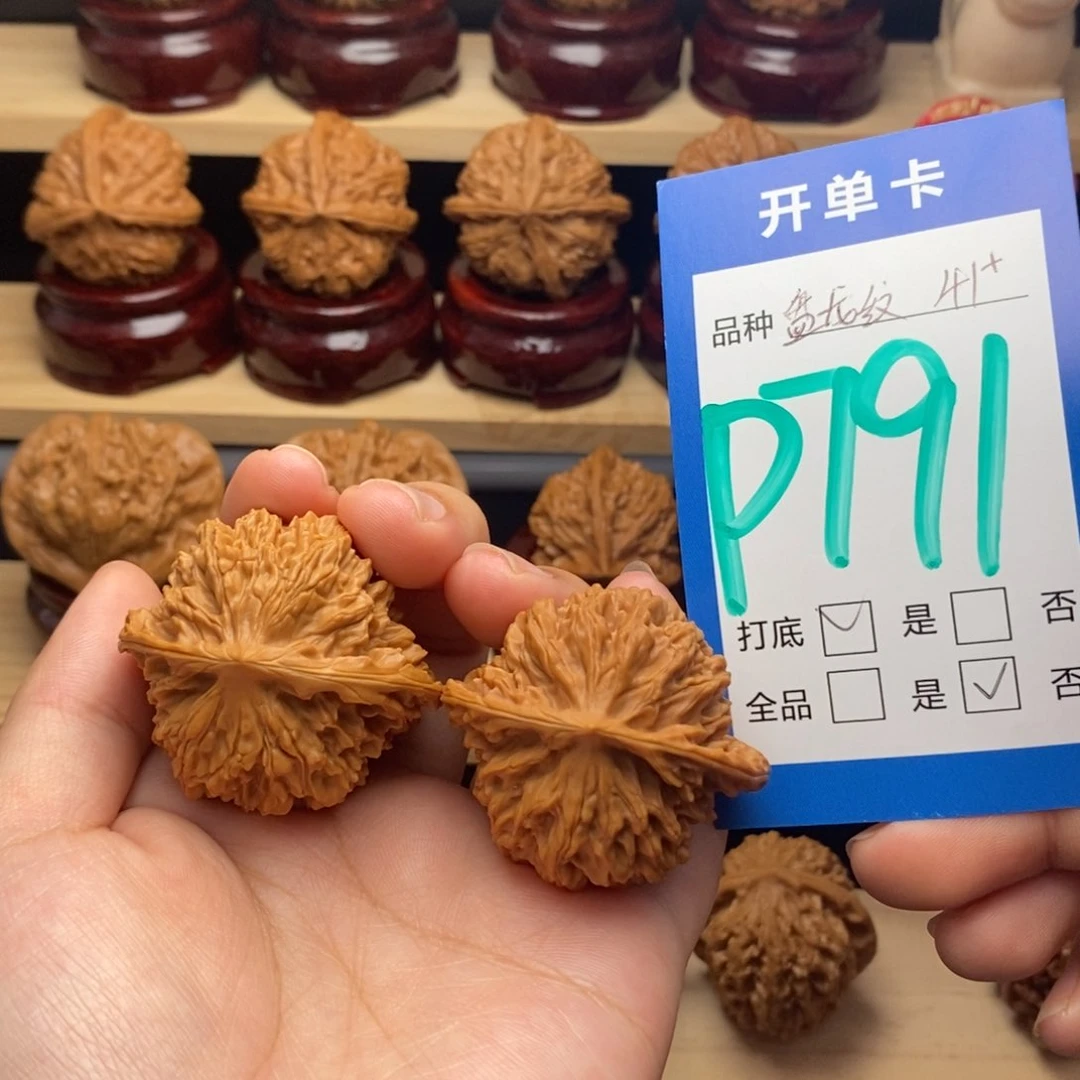 开单卡
品种 盘龙纹 41+
P791
打底 是 否
全品 是 否